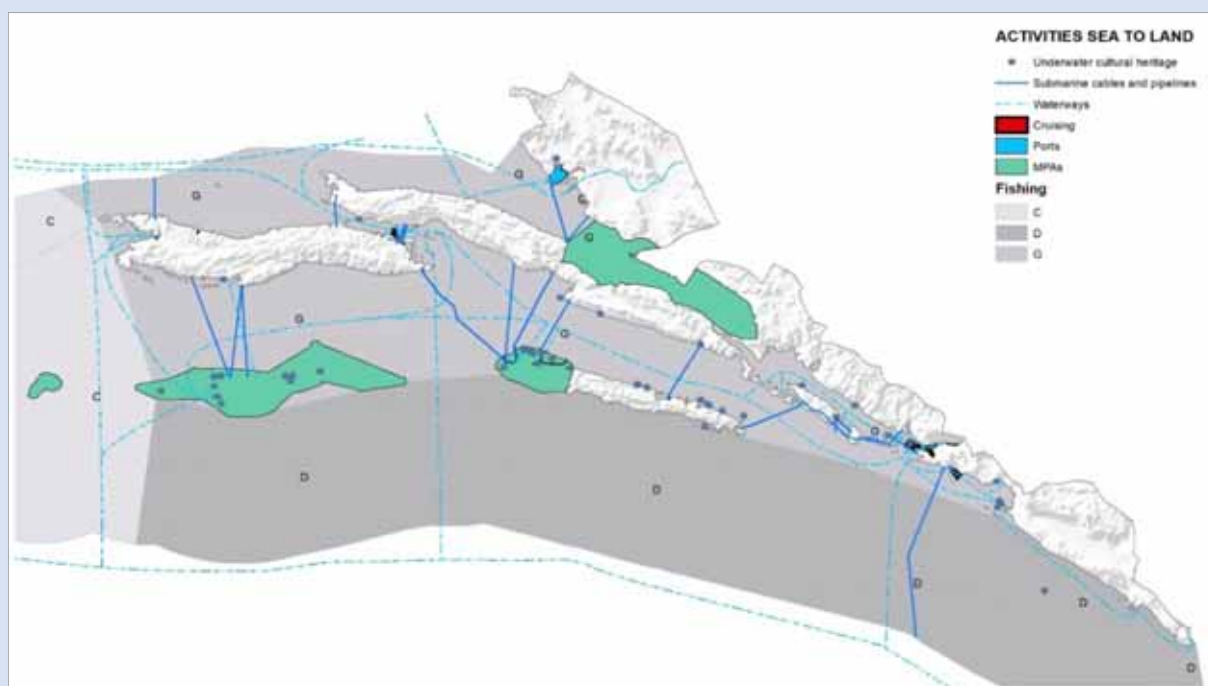 ACTIVITIES SEA TO LAND
Underwater cultural heritage
Submarine cables and pipelines
Waterways
Cruising
Ports
MPAs
Fishing
C
D
G
G
G
C
G
G
G
G
C
G
D
D
D
D
D